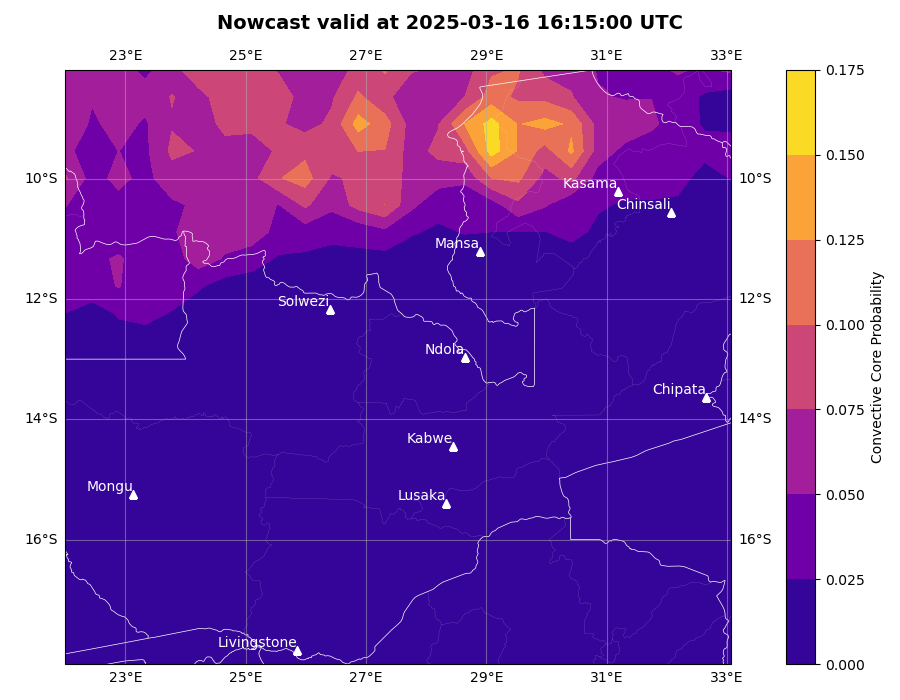 Nowcast valid at 2025-03-16 16:15:00 UTC
23°E 25°E 27°E 29°E 31°E 33°E
0.175
0.150
0.125
0.100
0.075
0.050
0.025
0.000
Convective Core Probability
10°S 10°S
12°S 12°S
14°S 14°S
16°S 16°S
Kasama
Chinsali
Mansa
Solwezi
Ndola
Chipata
Kabwe
Mongu
Lusaka
Livingstone
23°E 25°E 27°E 29°E 31°E 33°E